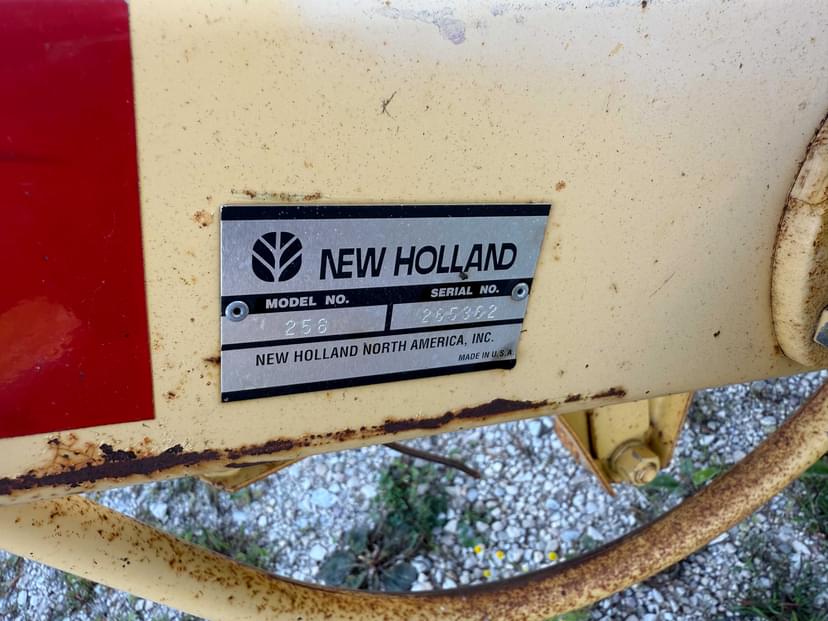 NEW HOLLAND
MODEL NO. SERIAL NO.
258 265362
NEW HOLLAND NORTH AMERICA, INC.
MADE IN U.S.A.